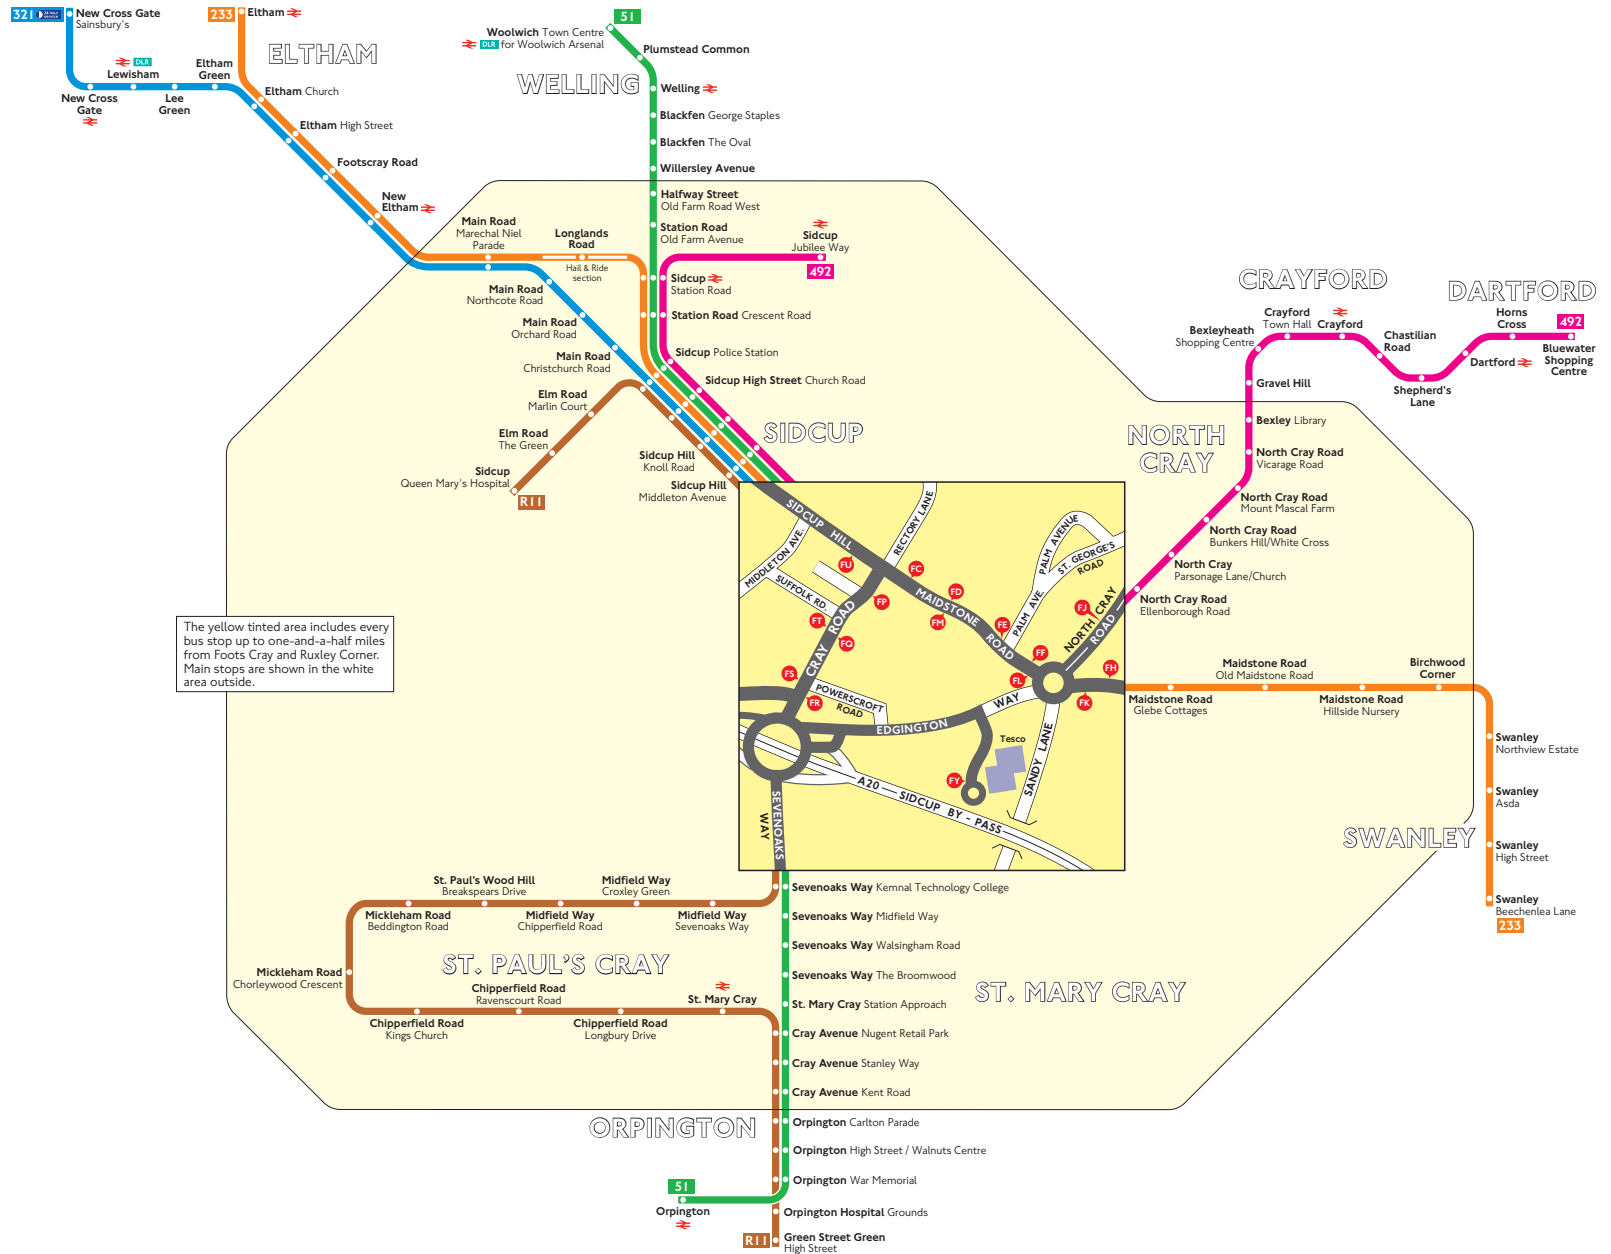 321
24 hour service
New Cross Gate
Sainsbury's
233
Eltham
ELTHAM
51
Woolwich Town Centre
DLR for Woolwich Arsenal
Plumstead Common
WELLING
DLR
Lewisham
Eltham
Green
New Cross
Gate
Lee
Green
Eltham Church
Eltham High Street
Footscray Road
New
Eltham
Welling
Blackfen George Staples
Blackfen The Oval
Willersley Avenue
Halfway Street
Old Farm Road West
Station Road
Old Farm Avenue
Main Road
Marechal Niel
Parade
Longlands
Road
Hail & Ride
section
Sidcup
Jubilee Way
492
Sidcup
Station Road
Station Road Crescent Road
Sidcup Police Station
Sidcup High Street Church Road
Main Road
Northcote Road
Main Road
Orchard Road
Main Road
Christchurch Road
Elm Road
Marlin Court
Elm Road
The Green
Sidcup
Queen Mary's Hospital
R11
Sidcup Hill
Knoll Road
Sidcup Hill
Middleton Avenue
SIDCUP
CRAYFORD
DARTFORD
Crayford
Town Hall
Crayford
Bexleyheath
Shopping Centre
Chastilian
Road
Horns
Cross
492
Dartford
Bluewater
Shopping
Centre
Shepherd's
Lane
Gravel Hill
Bexley Library
NORTH
CRAY
North Cray Road
Vicarage Road
North Cray Road
Mount Mascal Farm
North Cray Road
Bunkers Hill/White Cross
North Cray
Parsonage Lane/Church
North Cray Road
Ellenborough Road
The yellow tinted area includes every
bus stop up to one-and-a-half miles
from Foots Cray and Ruxley Corner.
Main stops are shown in the white
area outside.
SIDCUP HILL
RECTORY LANE
MIDDLETON AVE.
SUFFOLK RD.
CRAY ROAD
MAIDSTONE ROAD
PALM AVENUE
PALM AVE.
ST. GEORGE'S
ROAD
NORTH CRAY
ROAD
POWERSCROFT
ROAD
EDGINGTON WAY
SANDY LANE
Tesco
A20 SIDCUP BY - PASS
SEVENOAKS
WAY
FU
FC
FD
FP
FM
FT
FQ
FE
FJ
FF
FL
FH
FK
FS
FR
FY
Maidstone Road
Glebe Cottages
Maidstone Road
Old Maidstone Road
Maidstone Road
Hillside Nursery
Birchwood
Corner
Swanley
Northview Estate
Swanley
Asda
SWANLEY
Swanley
High Street
Swanley
Beechenlea Lane
233
St. Paul's Wood Hill
Breakspears Drive
Midfield Way
Croxley Green
Mickleham Road
Beddington Road
Midfield Way
Chipperfield Road
Midfield Way
Sevenoaks Way
Mickleham Road
Chorleywood Crescent
ST. PAUL'S CRAY
Chipperfield Road
Ravenscourt Road
St. Mary Cray
Chipperfield Road
Kings Church
Chipperfield Road
Longbury Drive
Sevenoaks Way Kemnal Technology College
Sevenoaks Way Midfield Way
Sevenoaks Way Walsingham Road
Sevenoaks Way The Broomwood
ST. MARY CRAY
St. Mary Cray Station Approach
Cray Avenue Nugent Retail Park
Cray Avenue Stanley Way
Cray Avenue Kent Road
ORPINGTON
Orpington Carlton Parade
Orpington High Street / Walnuts Centre
Orpington War Memorial
51
Orpington
Orpington Hospital Grounds
R11
Green Street Green
High Street